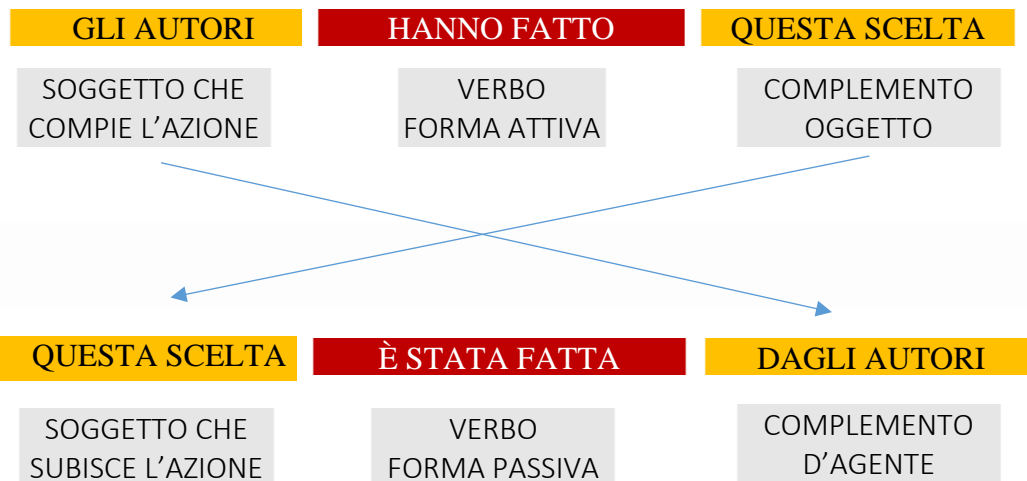 GLI AUTORI HANNO FATTO QUESTA SCELTA
SOGGETTO CHE
COMPIE L'AZIONE
VERBO
FORMA ATTIVA
COMPLEMENTO
OGGETTO
QUESTA SCELTA È STATA FATTA DAGLI AUTORI
SOGGETTO CHE
SUBISCE L'AZIONE
VERBO
FORMA PASSIVA
COMPLEMENTO
D'AGENTE